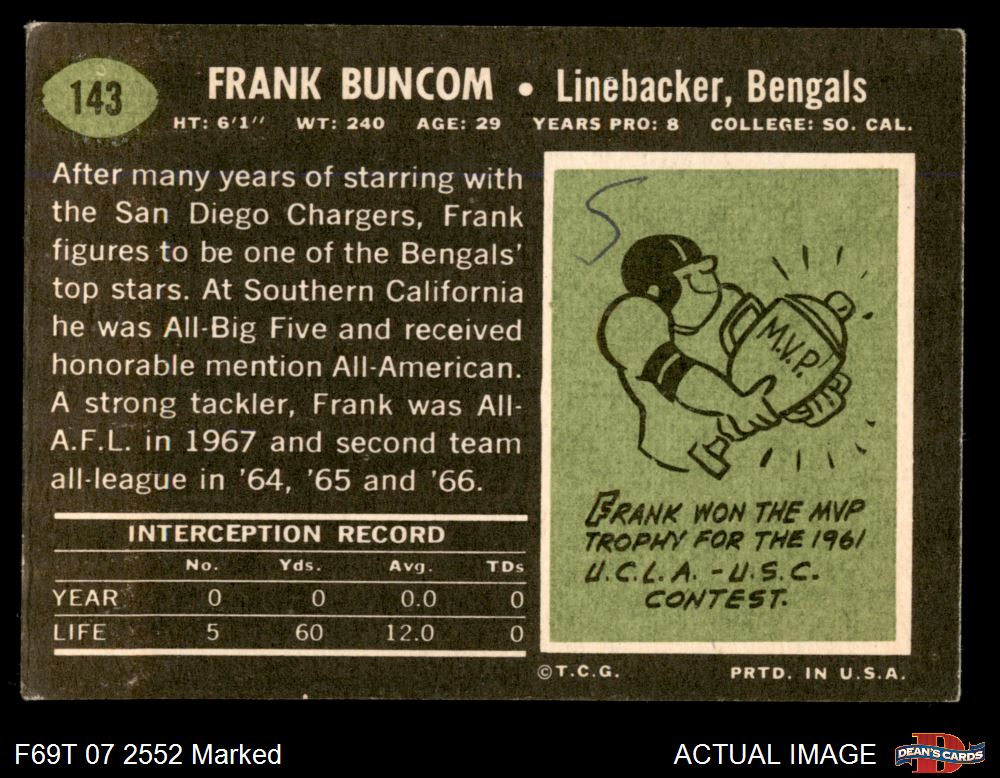 143
FRANK BUNCOM • Linebacker, Bengals
HT: 6'1" WT: 240 AGE: 29 YEARS PRO: 8 COLLEGE: SO. CAL.
After many years of starring with
the San Diego Chargers, Frank
figures to be one of the Bengals'
top stars. At Southern California
he was All-Big Five and received
honorable mention All-American.
A strong tackler, Frank was All-
A.F.L. in 1967 and second team
all-league in '64, '65 and '66.
INTERCEPTION RECORD
No. Yds. Avg. TDs
YEAR 0 0 0.0 0
LIFE 5 60 12.0 0
S
M.V.P.
FRANK WON THE MVP
TROPHY FOR THE 1961
U.C.L.A. - U.S.C.
CONTEST.
©T.C.G. PRTD. IN U.S.A.
F69T 07 2552 Marked
ACTUAL IMAGE
DEAN'S CARDS